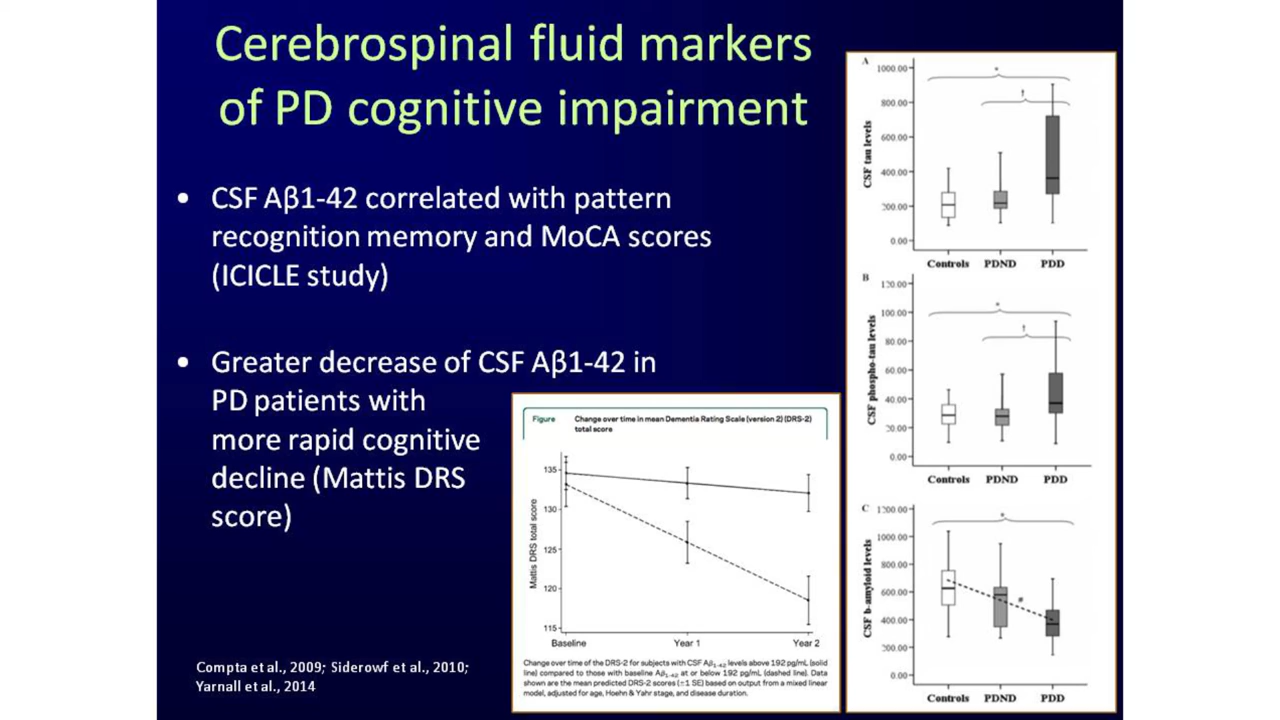 Cerebrospinal fluid markers
of PD cognitive impairment
• CSF Aβ1-42 correlated with pattern
recognition memory and MoCA scores
(ICICLE study)
• Greater decrease of CSF Aβ1-42 in
PD patients with
more rapid cognitive
decline (Mattis DRS
score)
Compta et al., 2009; Siderowf et al., 2010;
Yarnall et al., 2014
Figure Change over time in mean Dementia Rating Scale (version 2) (DRS-2)
total score
Mattis DRS total score
135
130
125
120
115
Baseline Year 1 Year 2
Change over time of the DRS-2 for subjects with CSF Aβ1-42 levels above 192 pg/mL (solid
line) compared to those with baseline Aβ1-42 at or below 192 pg/mL (dashed line). Data
shown are the mean predicted DRS-2 scores (±1 SE) based on output from a mixed linear
model, adjusted for age, Hoehn & Yahr stage, and disease duration.
A
CSF tau levels
1000.00
800.00
600.00
400.00
200.00
0.00
*
†
Controls PDND PDD
B
CSF phospho-tau levels
120.00
100.00
80.00
60.00
40.00
20.00
0.00
*
†
Controls PDND PDD
C
CSF b-amyloid levels
1200.00
1000.00
800.00
600.00
400.00
200.00
0.00
*
#
Controls PDND PDD